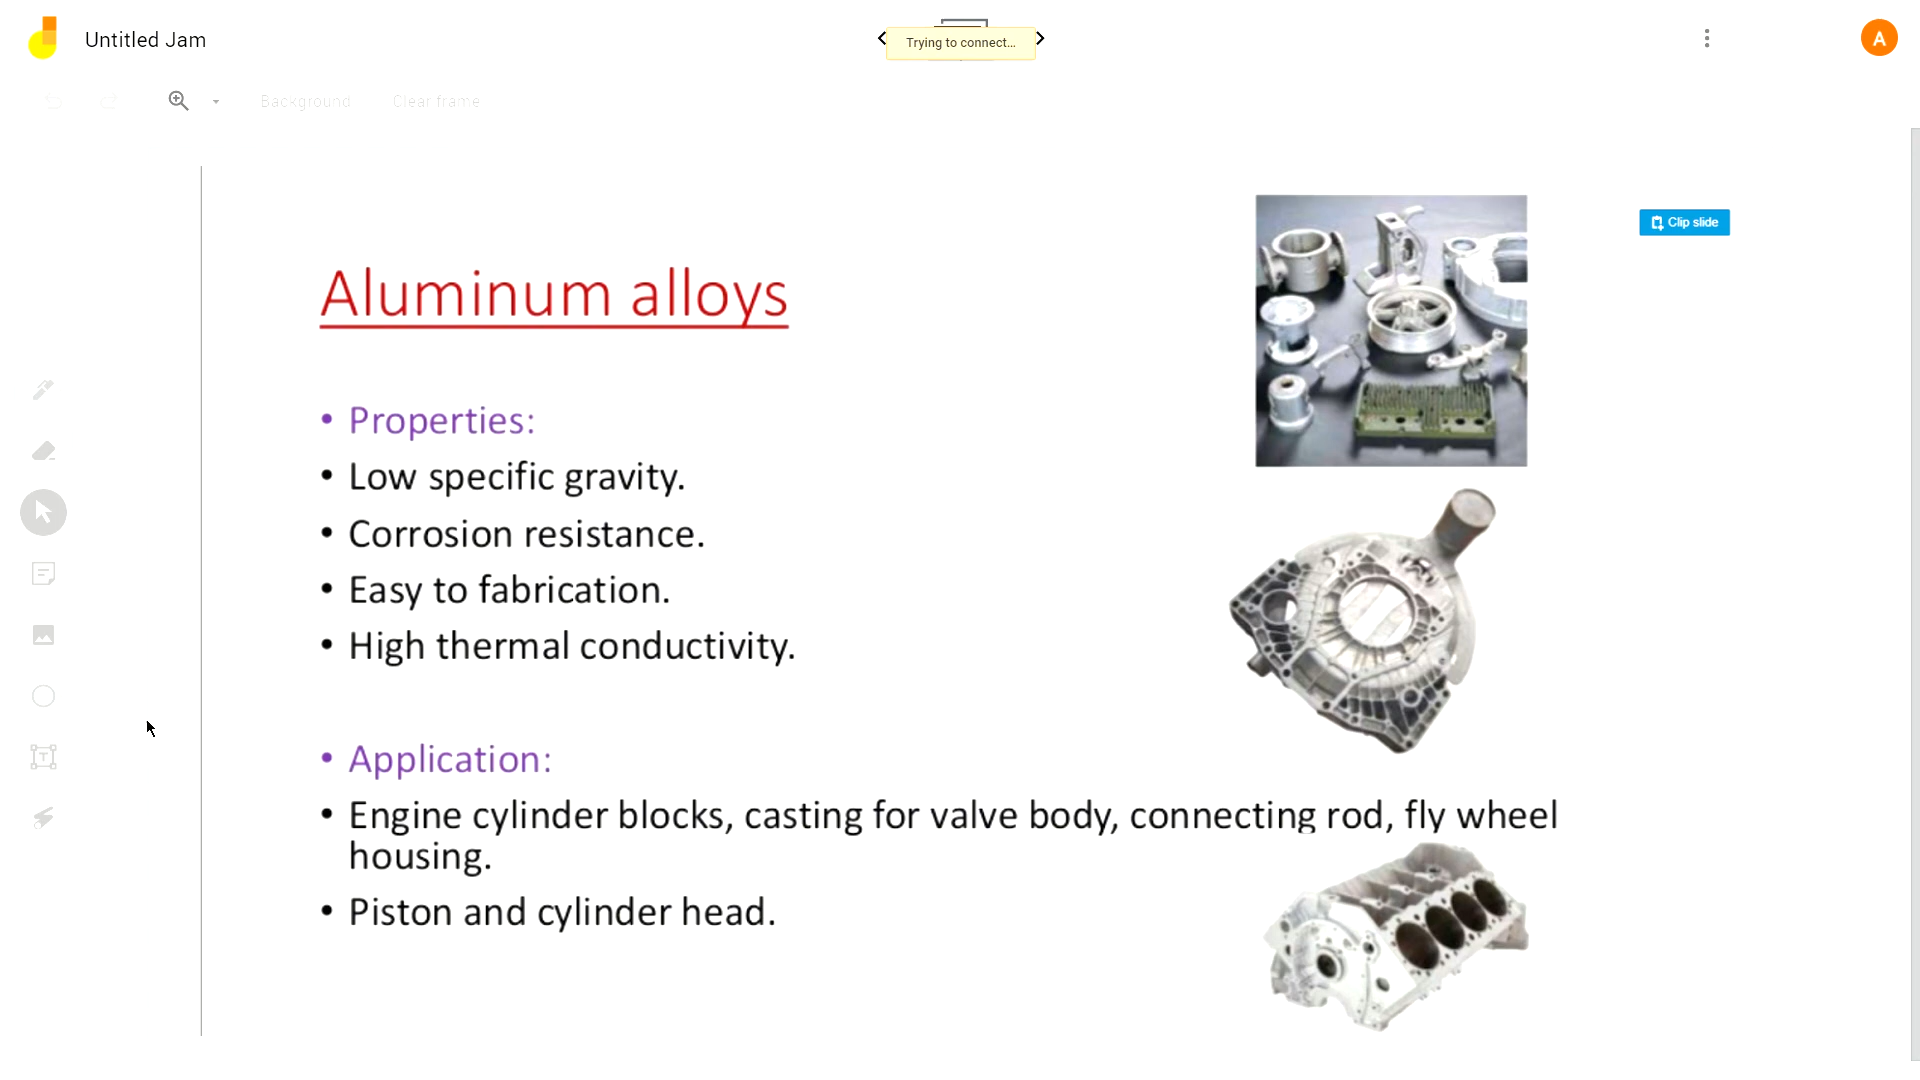 Untitled Jam
Trying to connect...
A
Background
Clear frame
Clip slide
Aluminum alloys
• Properties:
• Low specific gravity.
• Corrosion resistance.
• Easy to fabrication.
• High thermal conductivity.
• Application:
• Engine cylinder blocks, casting for valve body, connecting rod, fly wheel
housing.
• Piston and cylinder head.